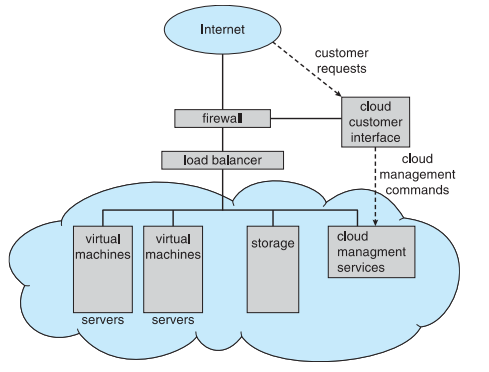 Internet
customer
requests
firewall
cloud
customer
interface
load balancer
cloud
management
commands
virtual
machines
virtual
machines
storage
cloud
managment
services
servers
servers